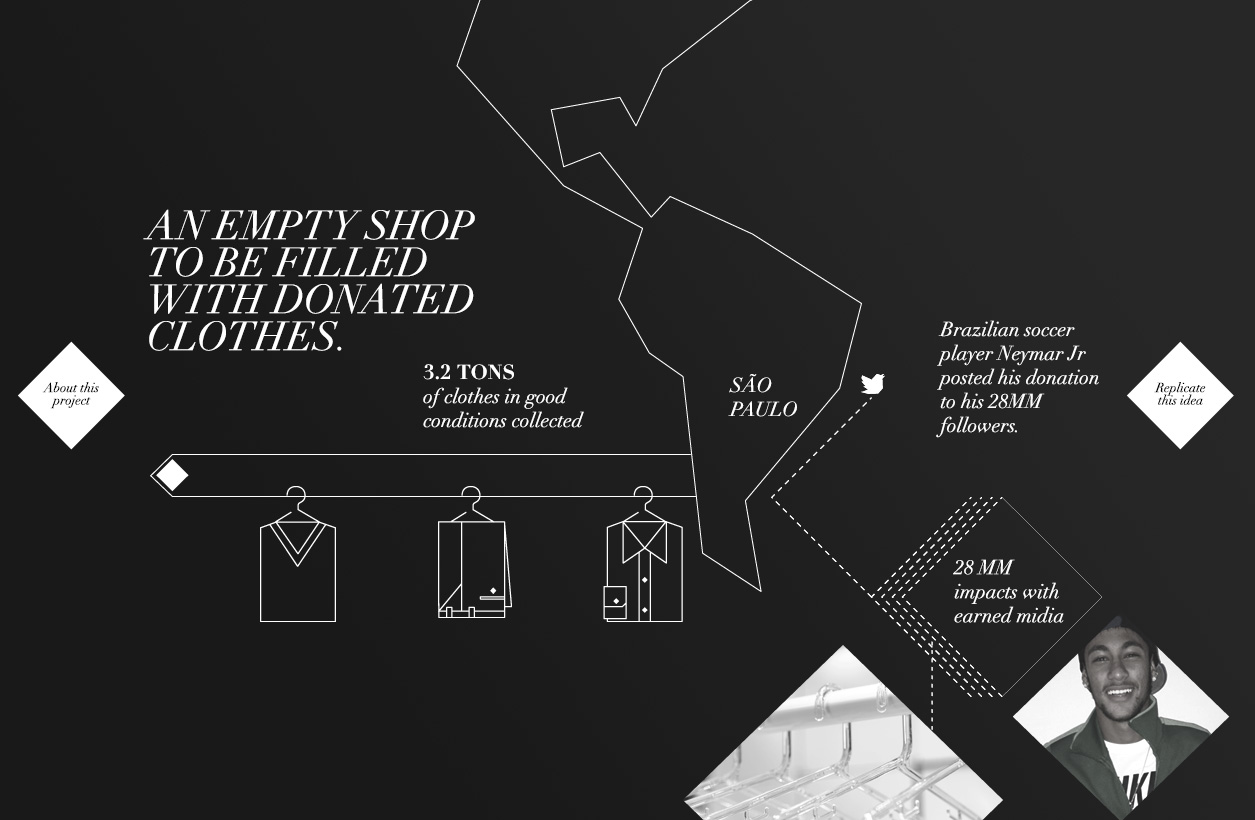 AN EMPTY SHOP
TO BE FILLED
WITH DONATED
CLOTHES.
About this
project
3.2 TONS
of clothes in good
conditions collected
SÃO
PAULO
Brazilian soccer
player Neymar Jr
posted his donation
to his 28MM
followers.
Replicate
this idea
28 MM
impacts with
earned midia